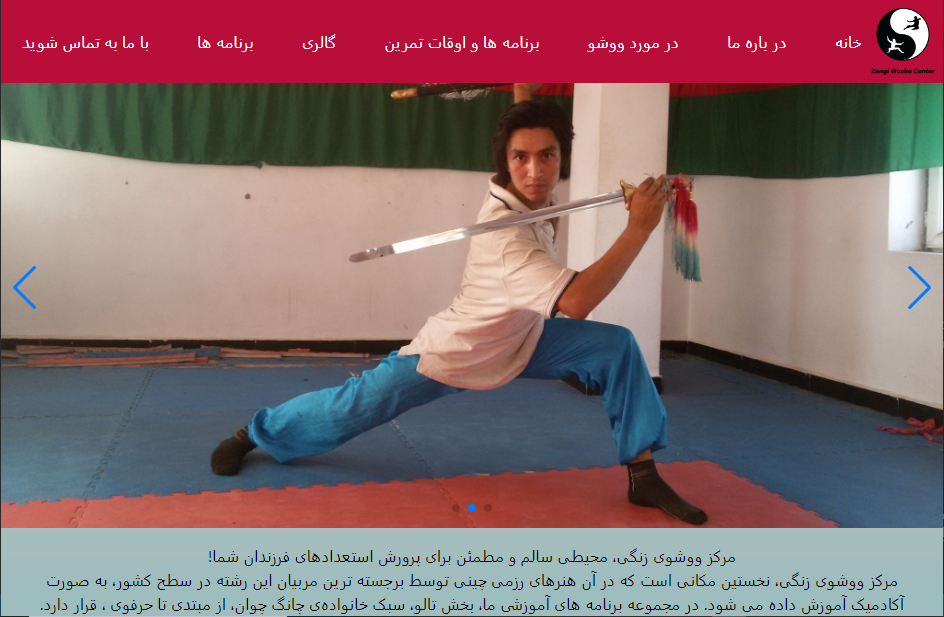 خانه
در باره ما
در مورد ووشو
برنامه ها و اوقات تمرین
گالری
برنامه ها
با ما به تماس شوید
Zangi Wushu Center
مرکز ووشوی زنگی، محیطی سالم و مطمئن برای پرورش استعدادهای فرزندان شما!
مرکز ووشوی زنگی، نخستین مکانی است که در آن هنرهای رزمی چینی توسط برجسته ترین مربیان این رشته در سطح کشور، به صورت
آکادمیک آموزش داده می شود. در مجموعه برنامه های آموزشی ما، بخش تالو، سبک خانواده‌ی چانگ چوان، از مبتدی تا حرفوی ، قرار دارد.